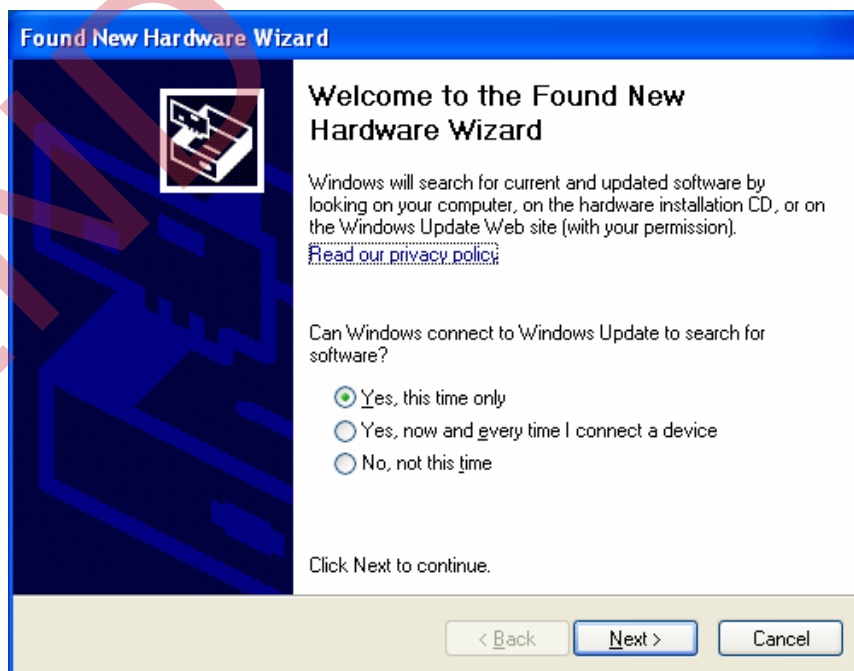 Found New Hardware Wizard
Welcome to the Found New
Hardware Wizard
Windows will search for current and updated software by
looking on your computer, on the hardware installation CD, or on
the Windows Update Web site (with your permission).
Read our privacy policy
Can Windows connect to Windows Update to search for
software?
Yes, this time only
Yes, now and every time I connect a device
No, not this time
Click Next to continue.
< Back Next > Cancel